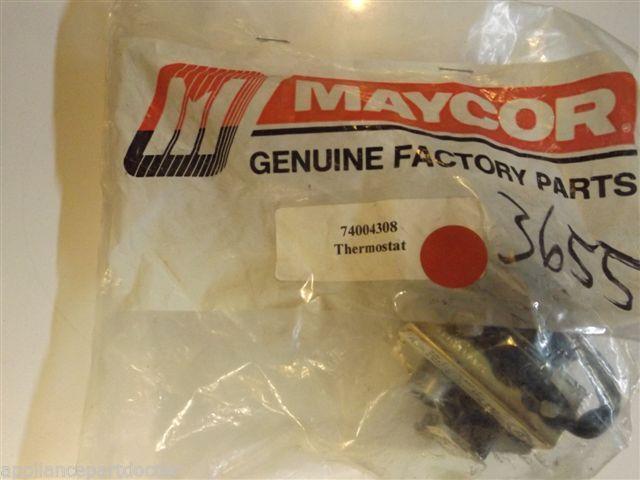 MAYCOR®
GENUINE FACTORY PARTS
74004308
Thermostat
3655
appliancepartdoctor